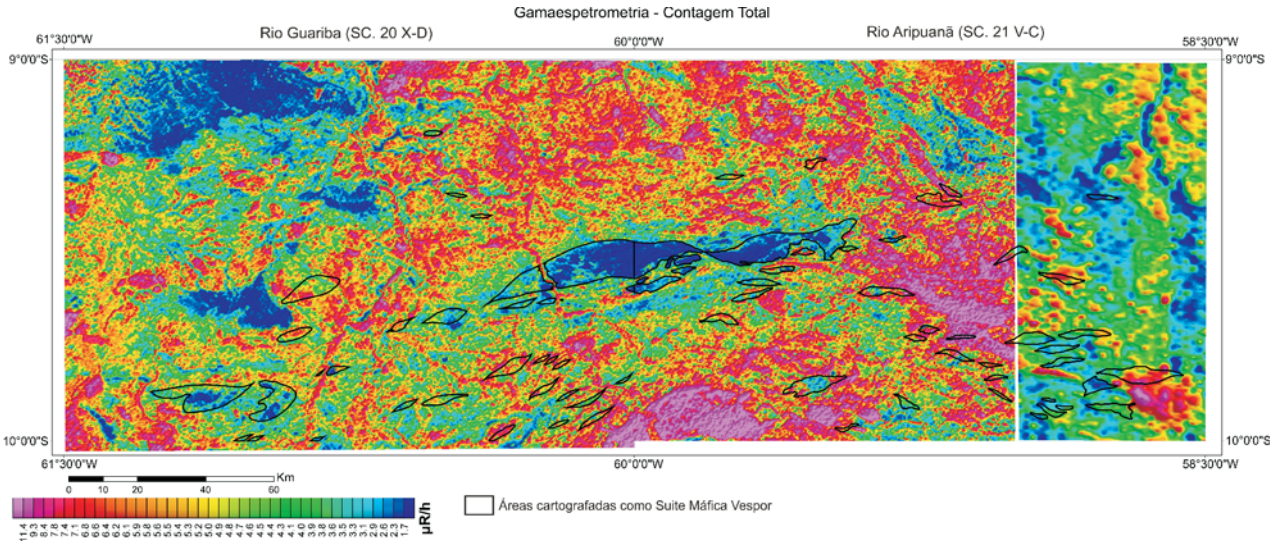 Gamaespetrometria - Contagem Total
Rio Guariba (SC. 20 X-D)
Rio Aripuanã (SC. 21 V-C)
61°30'0"W
60°0'0"W
58°30'0"W
9°0'0"S
9°0'0"S
10°0'0"S
10°0'0"S
61°30'0"W
60°0'0"W
58°30'0"W
Km
0 10 20 40 60
Áreas cartografadas como Suite Máfica Vespor
µR/h
11.4 9.3 8.4 7.8 7.4 7.1 6.8 6.6 6.4 6.2 6.1 5.9 5.8 5.6 5.5 5.4 5.3 5.2 5.1 5.0 4.9 4.8 4.7 4.6 4.5 4.4 4.3 4.1 4.0 3.9 3.8 3.6 3.5 3.3 3.1 2.9 2.6 2.3 1.7